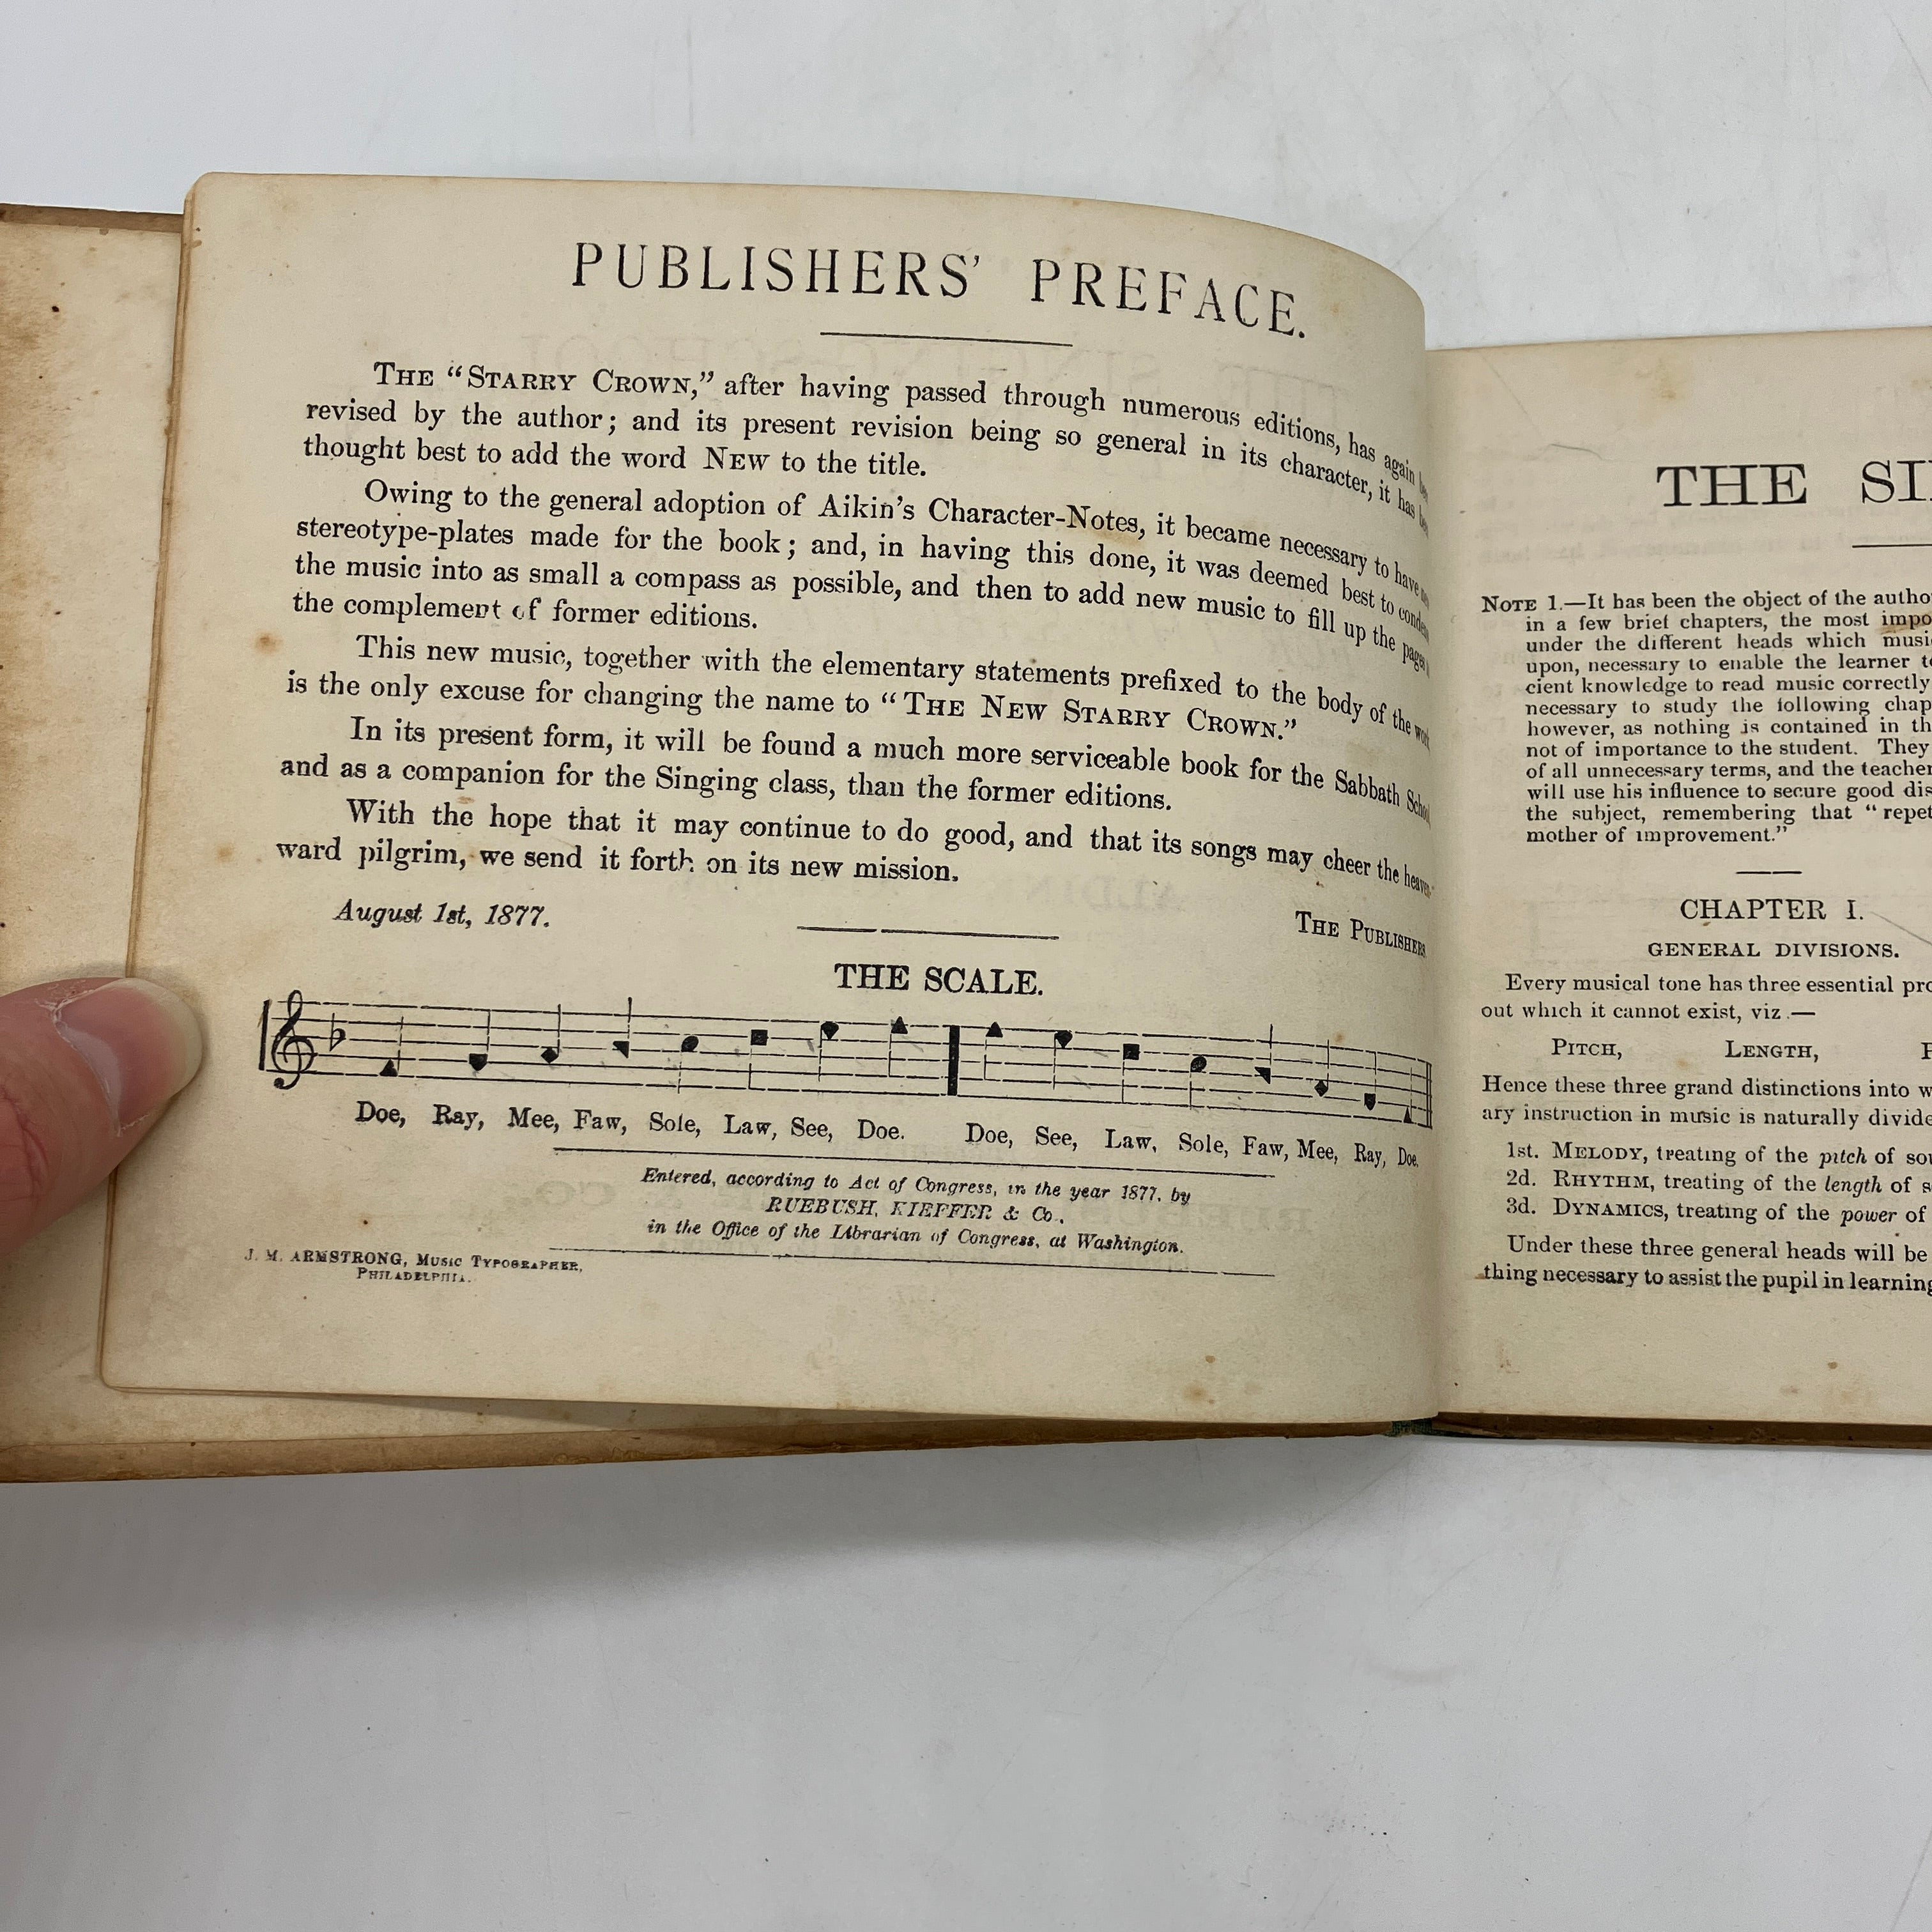 PUBLISHERS' PREFACE.
THE "STARRY CROWN," after having passed through numerous editions, has again
revised by the author; and its present revision being so general in its character, it has
thought best to add the word NEW to the title.
Owing to the general adoption of Aikin's Character-Notes, it became necessary to have
stereotype-plates made for the book; and, in having this done, it was deemed best to
the music into as small a compass as possible, and then to add new music to fill up the pages
the complement of former editions.
This new music, together with the elementary statements prefixed to the body of the work
is the only excuse for changing the name to "THE NEW STARRY CROWN."
In its present form, it will be found a much more serviceable book for the Sabbath School
and as a companion for the Singing class, than the former editions.
With the hope that it may continue to do good, and that its songs may cheer the heaven-
ward pilgrim, we send it forth on its new mission.
August 1st, 1877.
THE PUBLISHERS
THE SCALE.
Doe, Ray, Mee, Faw, Sole, Law, See, Doe. Doe, See, Law, Sole, Faw, Mee, Ray, Doe.
Entered, according to Act of Congress, in the year 1877, by
RUEBUSH, KIEFFER & Co.,
in the Office of the Librarian of Congress, at Washington.
J. M. ARMSTRONG, MUSIC TYPOGRAPHER,
PHILADELPHIA.
THE SI
NOTE 1.—It has been the object of the autho
in a few brief chapters, the most impo
under the different heads which musi
upon, necessary to enable the learner t
cient knowledge to read music correctly
necessary to study the following chap
however, as nothing is contained in th
not of importance to the student. They
of all unnecessary terms, and the teacher
will use his influence to secure good dis
the subject, remembering that "repet
mother of improvement."
CHAPTER I.
GENERAL DIVISIONS.
Every musical tone has three essential pro
out which it cannot exist, viz.—
PITCH, LENGTH,
Hence these three grand distinctions into w
ary instruction in music is naturally divide
1st. MELODY, treating of the pitch of sou
2d. RHYTHM, treating of the length of s
3d. DYNAMICS, treating of the power of
Under these three general heads will be
thing necessary to assist the pupil in learning